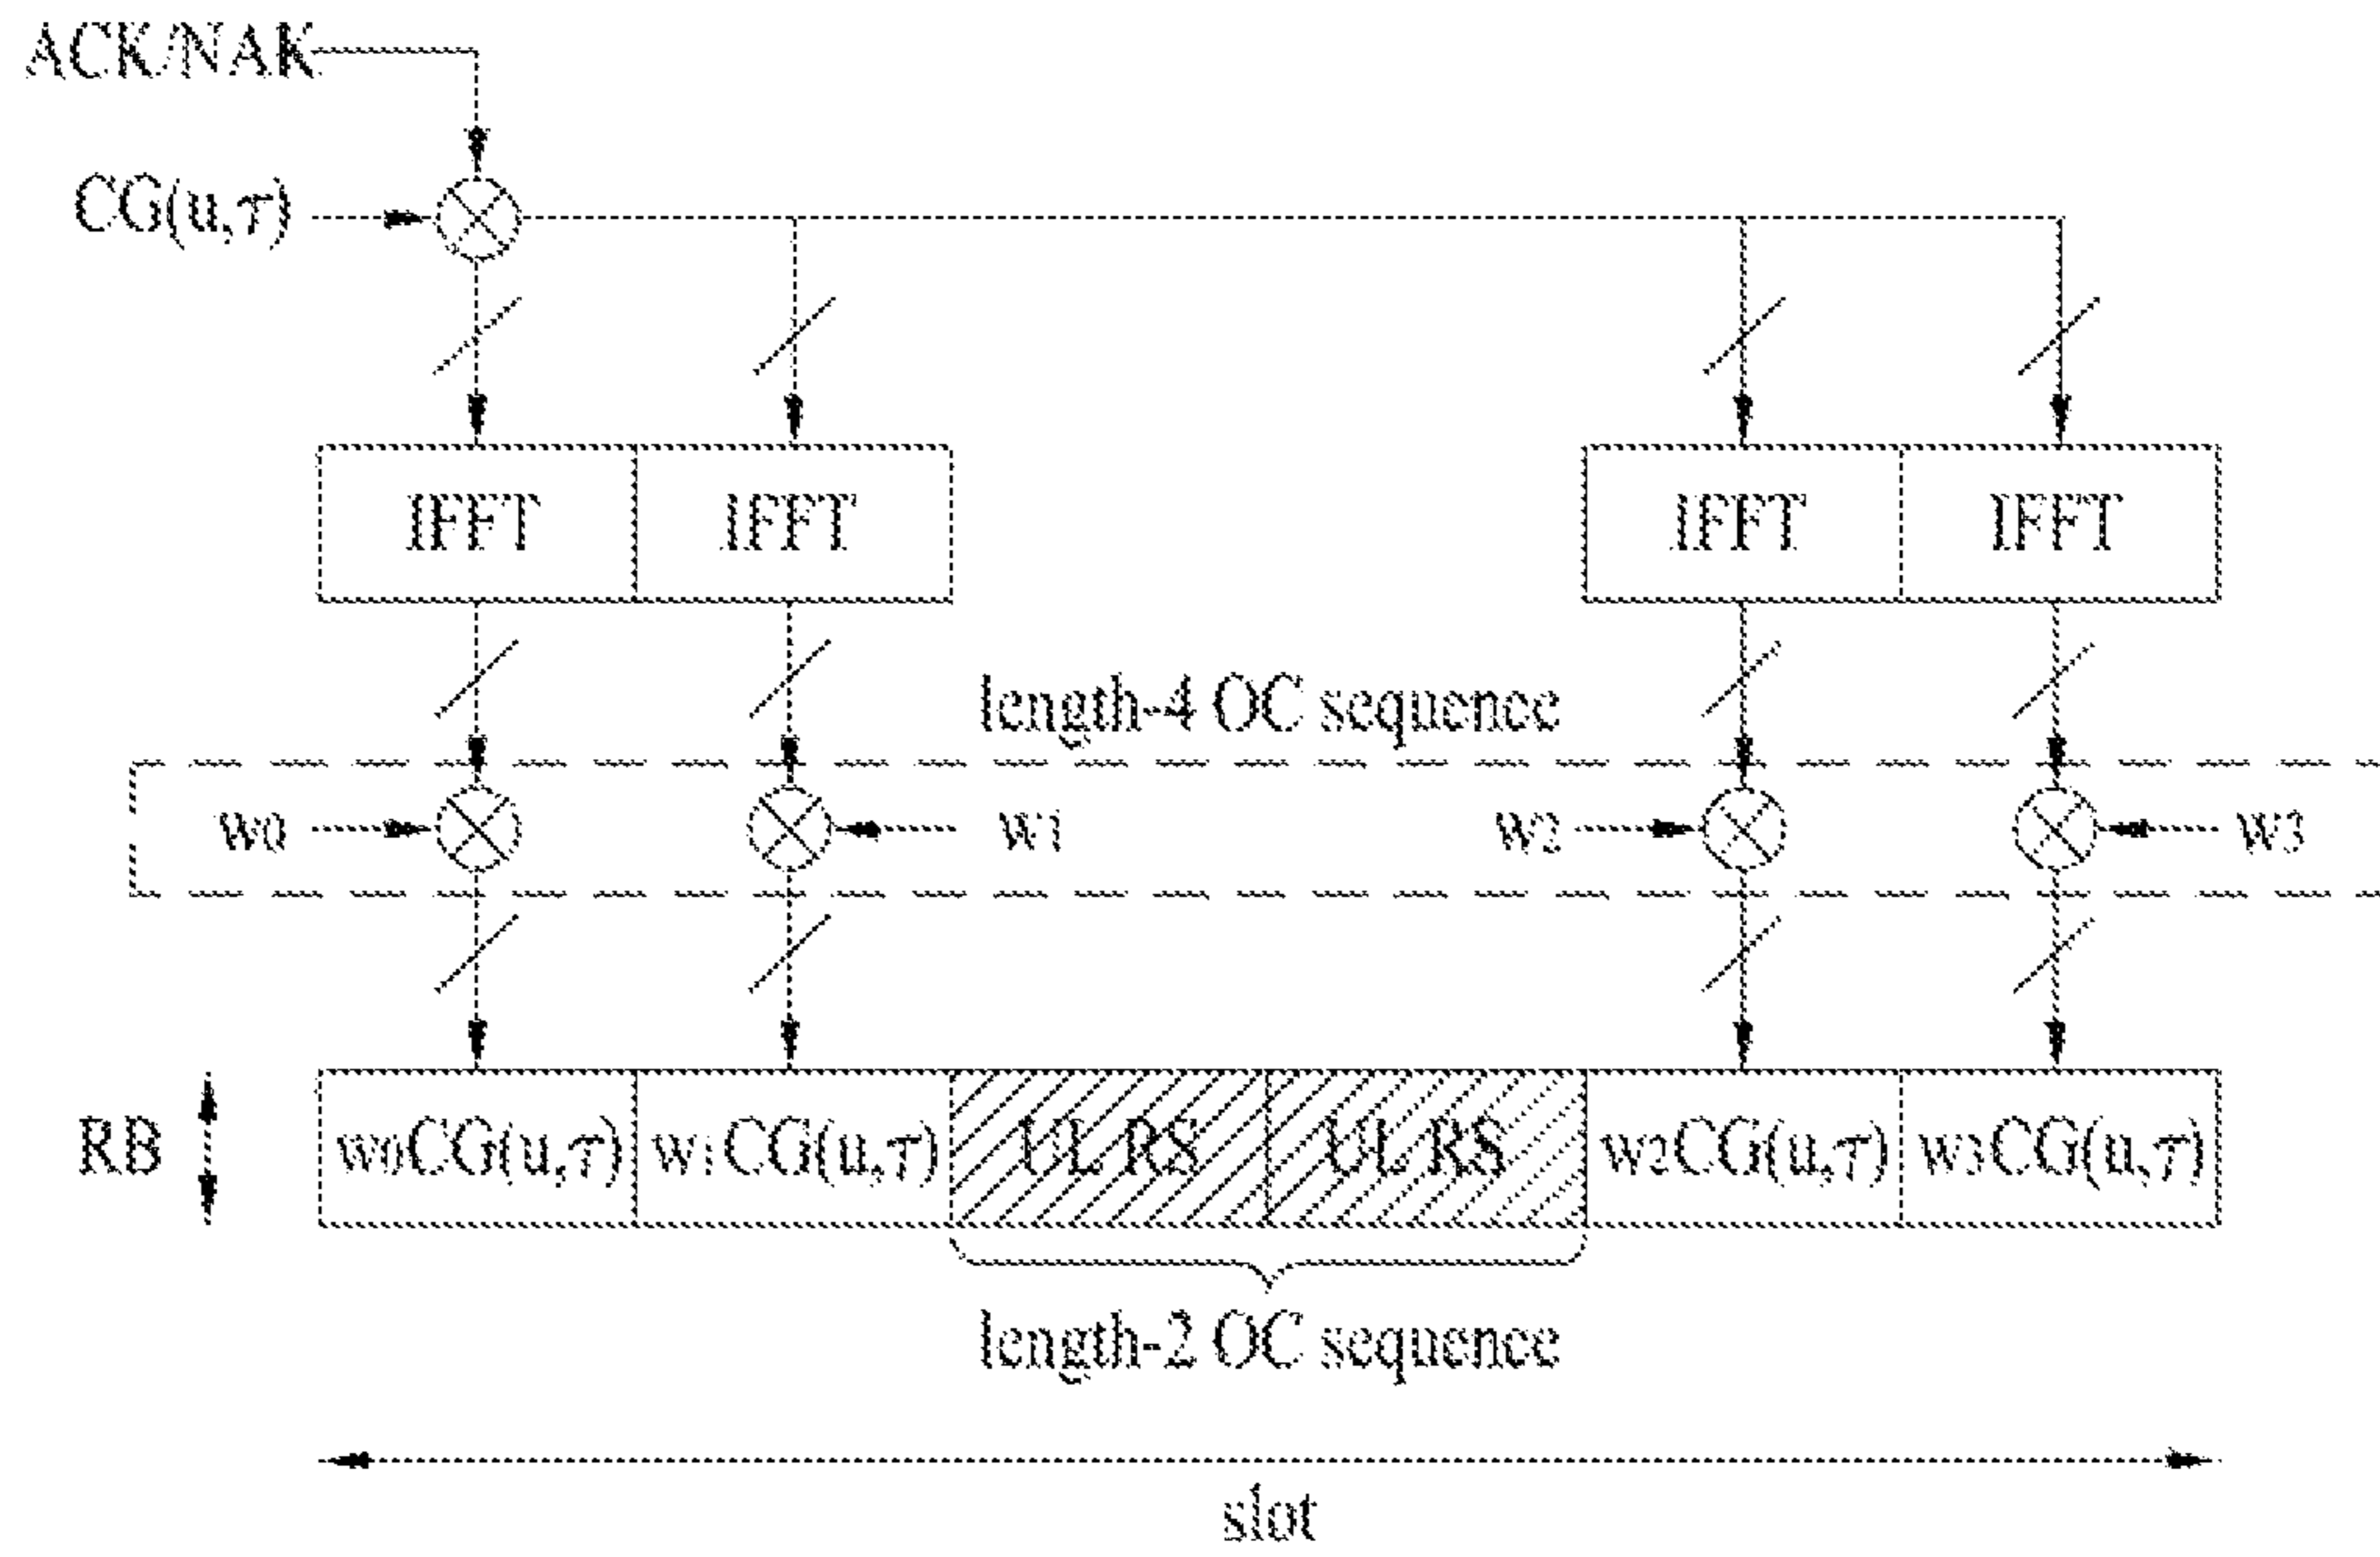 ACK/NAK
CG(u,τ)
IFFT IFFT IFFT IFFT
length-4 OC sequence
w0 w1 w2 w3
RB w0CG(u,τ) w1CG(u,τ) UL RS UL RS w2CG(u,τ) w3CG(u,τ)
length-2 OC sequence
slot